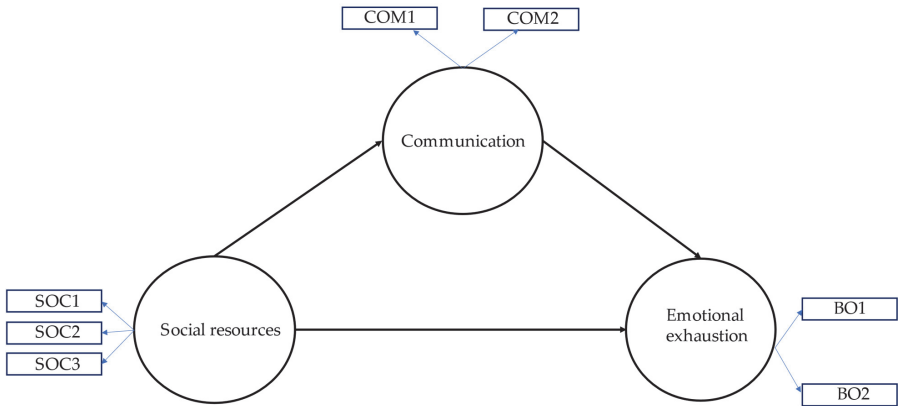 COM1
COM2
Communication
SOC1
SOC2
SOC3
Social resources
Emotional
exhaustion
BO1
BO2